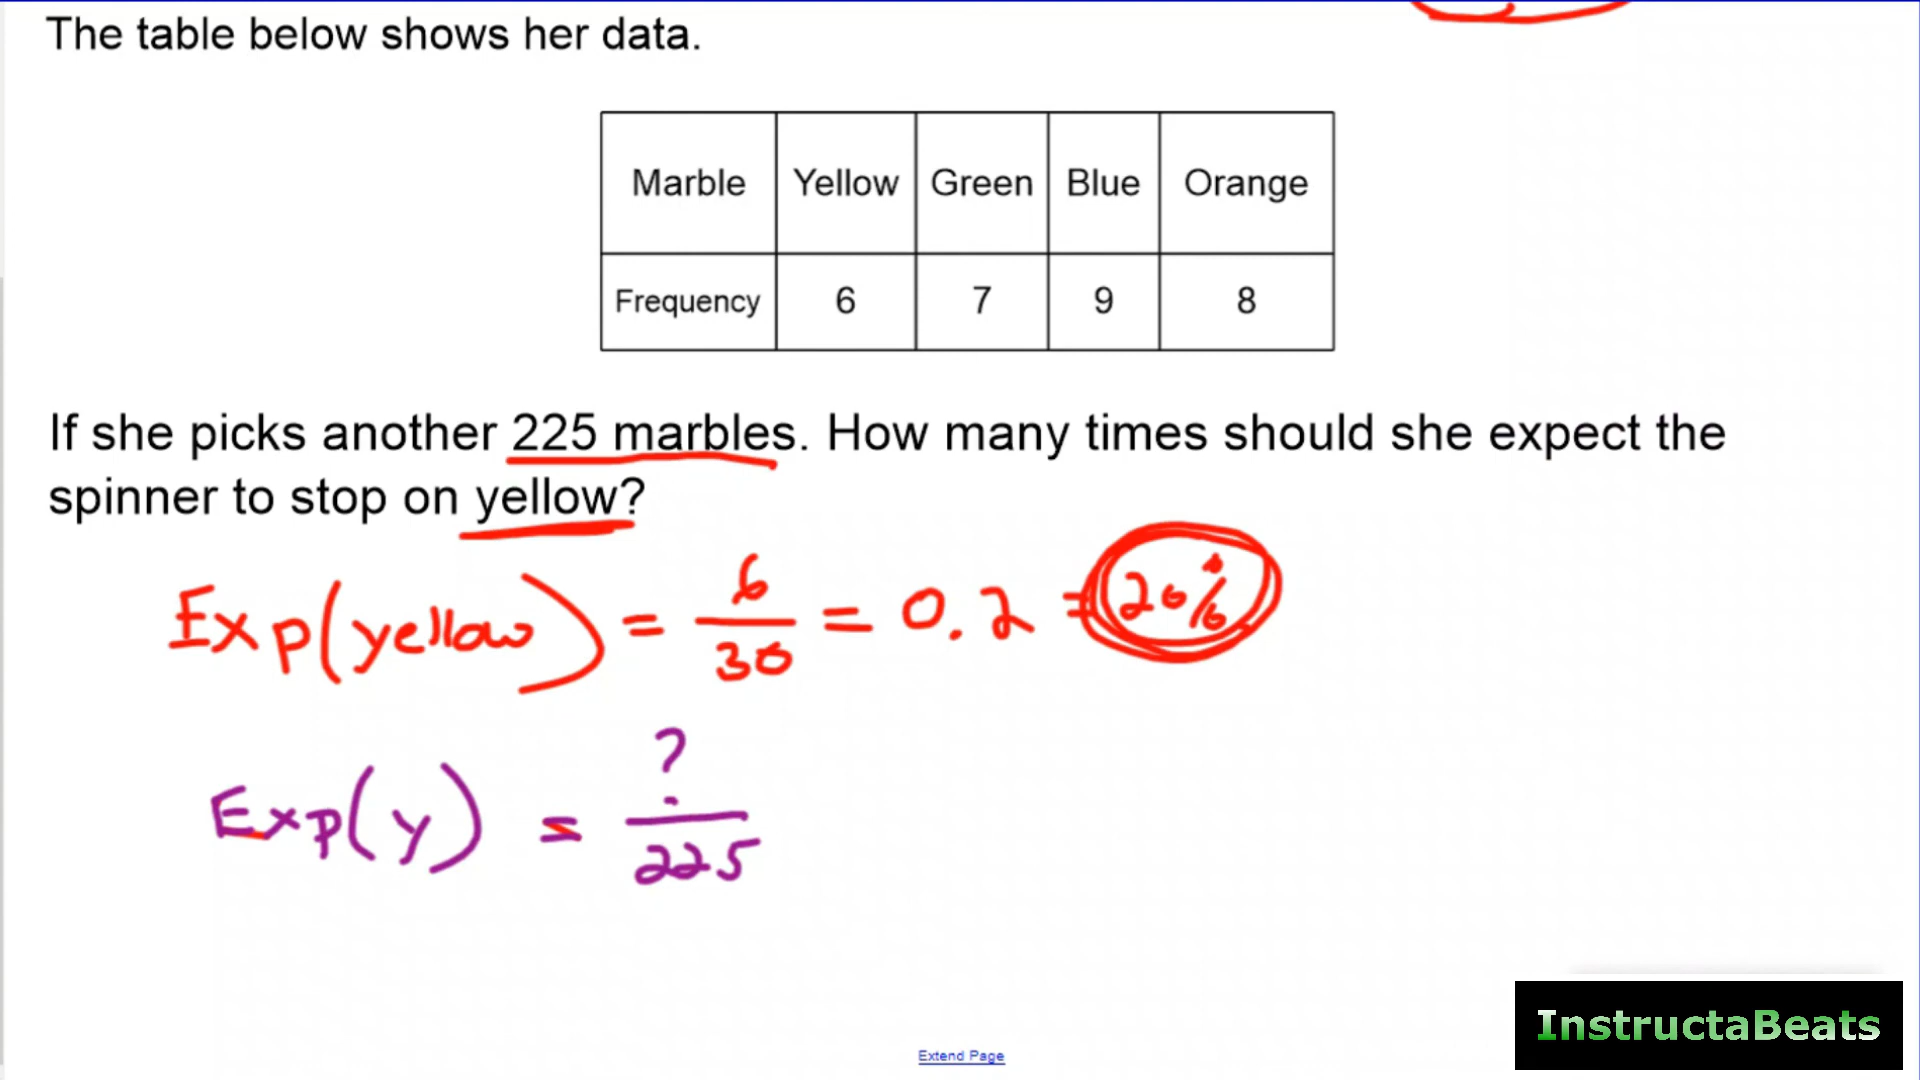 The table below shows her data.
Marble Yellow Green Blue Orange
Frequency 6 7 9 8
If she picks another 225 marbles. How many times should she expect the
spinner to stop on yellow?
Exp(yellow) = 6/30 = 0.2 = 20%
Exp(y) = ?/225
InstructaBeats
Extend Page